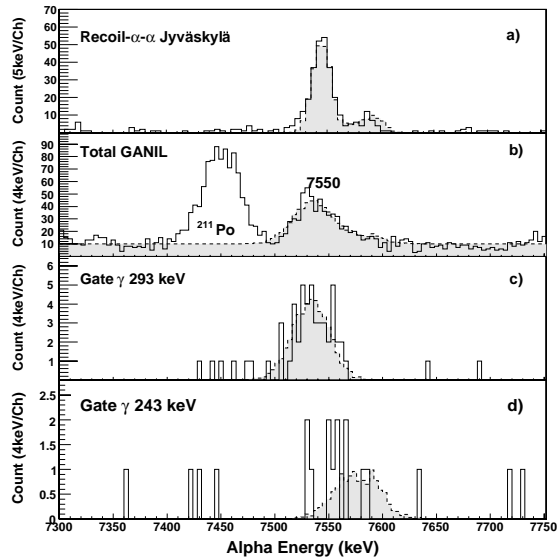 70
60
50
40
30
20
10
Count (5keV/Ch)
Recoil-α-α Jyväskylä
a)
90
80
70
60
50
40
30
20
10
Count (4keV/Ch)
Total GANIL
b)
7550
211Po
6
5
4
3
2
1
Count (4keV/Ch)
Gate γ 293 keV
c)
2.5
2
1.5
1
0.5
0
Count (4keV/Ch)
Gate γ 243 keV
d)
7300 7350 7400 7450 7500 7550 7600 7650 7700 7750
Alpha Energy (keV)